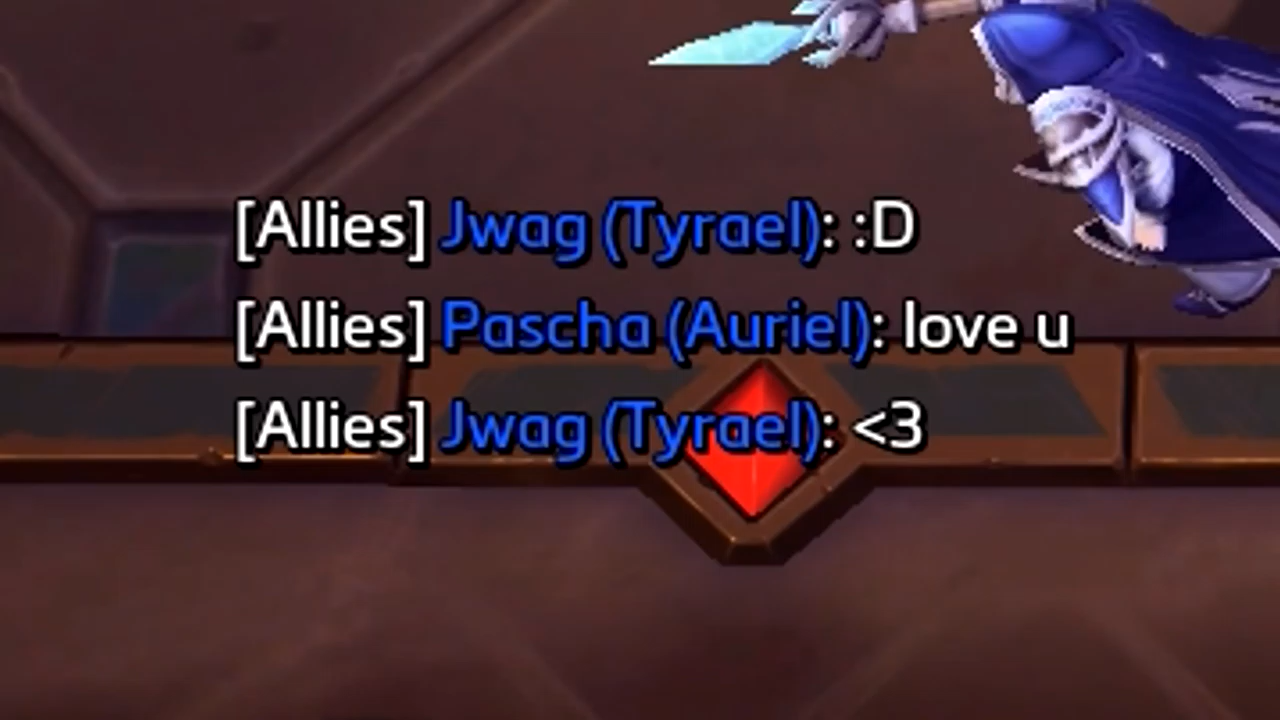 [Allies] Jwag (Tyrael): :D
[Allies] Pascha (Auriel): love u
[Allies] Jwag (Tyrael): <3